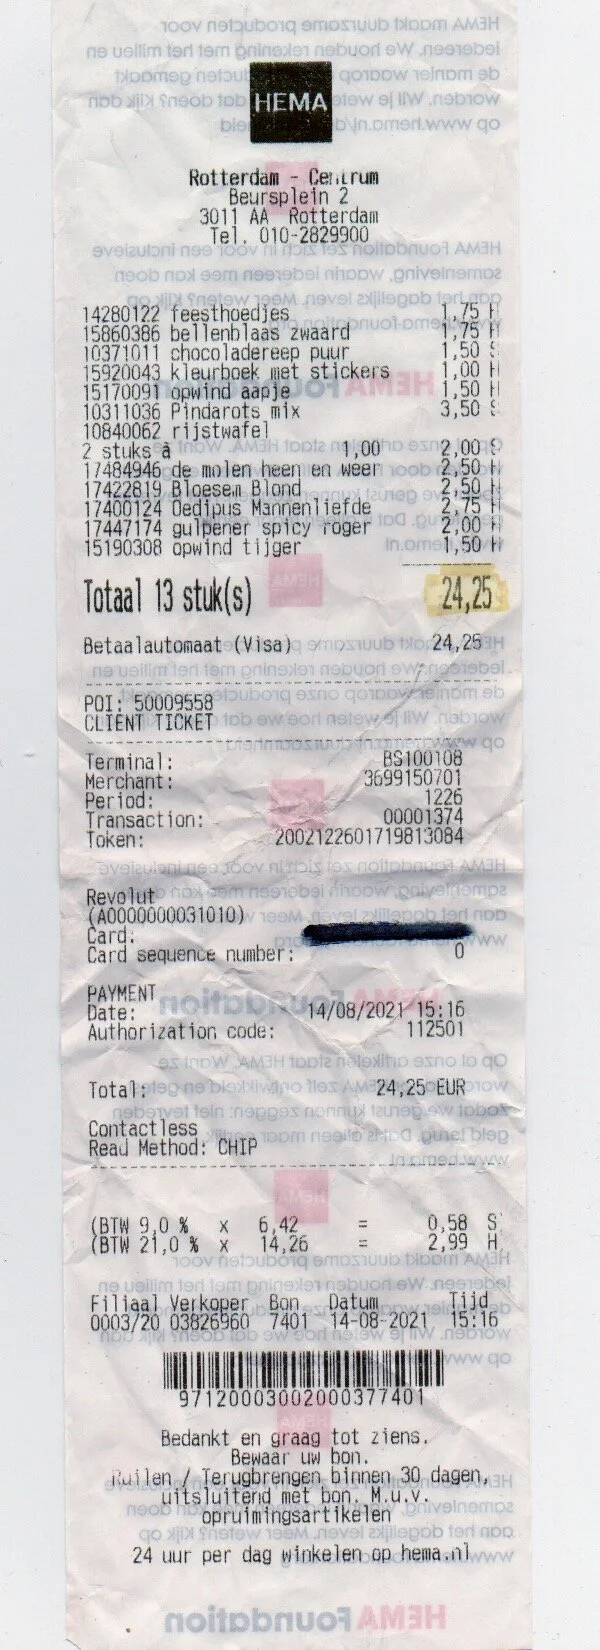 HEMA
Rotterdam - Centrum
Beursplein 2
3011 AA Rotterdam
Tel. 010-2829900
14280122 feesthoedjes 1,75 H
15860386 bellenblaas zwaard 1,75 H
10371011 chocoladereep puur 1,50 S
15920043 kleurboek met stickers 1,00 H
15170091 opwind aapje 1,50 H
10311036 Pindarots mix 3,50 S
10840062 rijstwafel
2 stuks à 1,00 2,00 S
17484946 de molen heen en weer 2,50 H
17422819 Bloesem Blond 2,50 H
17400124 Oedipus Mannenliefde 2,75 H
17447174 gulpener spicy roger 2,00 H
15190308 opwind tijger 1,50 H
Totaal 13 stuk(s) 24,25
Betaalautomaat (Visa) 24,25
POI: 50009558
CLIENT TICKET
Terminal: BS100108
Merchant: 3699150701
Period: 1226
Transaction: 00001374
Token: 2002122601719813084
Revolut
(A0000000031010)
Card:
Card sequence number: 0
PAYMENT
Date: 14/08/2021 15:16
Authorization code: 112501
Total: 24,25 EUR
Contactless
Read Method: CHIP
(BTW 9,0 % x 6,42 = 0,58 S
(BTW 21,0 % x 14,26 = 2,99 H
Filiaal Verkoper Bon Datum Tijd
0003/20 03826960 7401 14-08-2021 15:16
97120003002000377401
Bedankt en graag tot ziens.
Bewaar uw bon.
Ruilen / Terugbrengen binnen 30 dagen,
uitsluitend met bon. M.u.v.
opruimingsartikelen
24 uur per dag winkelen op hema.nl
HEMA Foundation